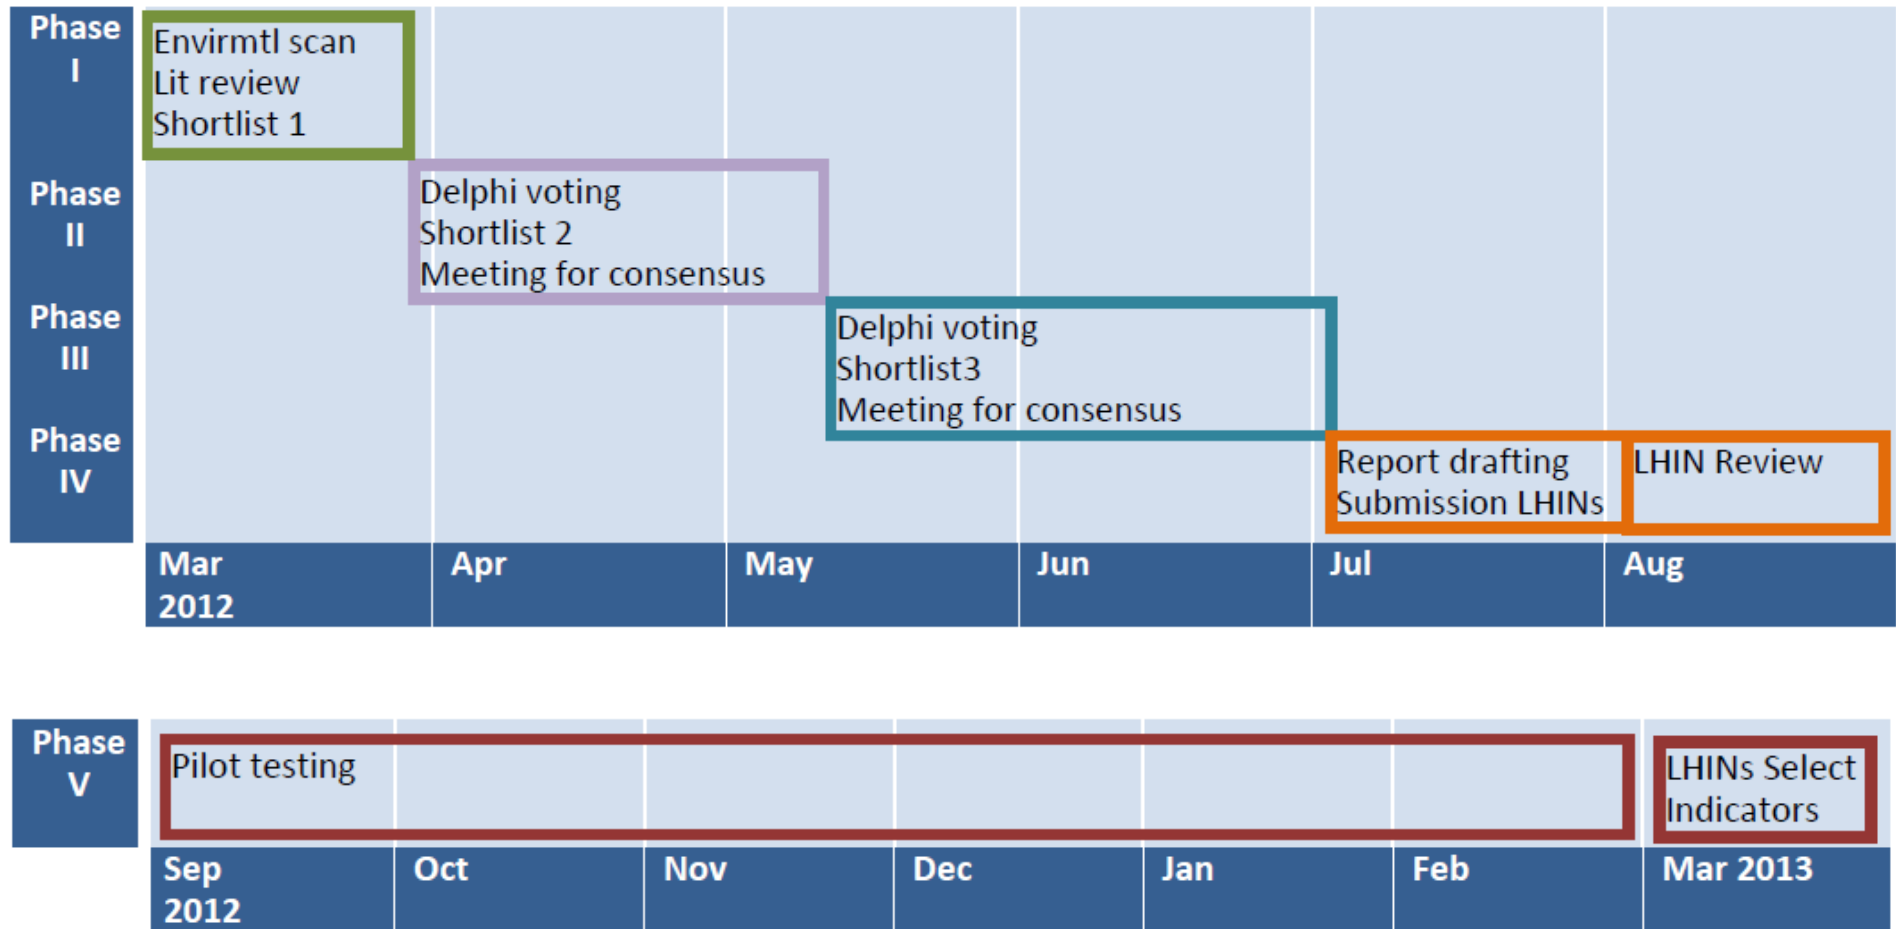 Phase
I
Envirmtl scan
Lit review
Shortlist 1
Phase
II
Delphi voting
Shortlist 2
Meeting for consensus
Phase
III
Delphi voting
Shortlist3
Meeting for consensus
Phase
IV
Report drafting
Submission LHINs
LHIN Review
Mar
2012
Apr
May
Jun
Jul
Aug
Phase
V
Pilot testing
LHINs Select
Indicators
Sep
2012
Oct
Nov
Dec
Jan
Feb
Mar 2013